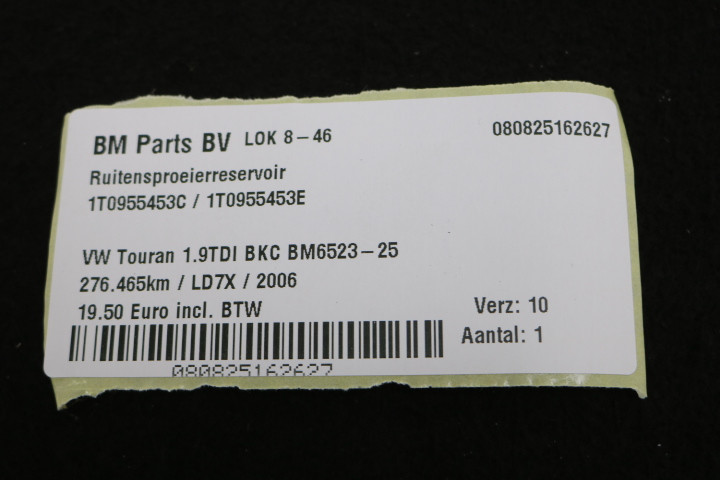 BM Parts BV LOK 8-46 080825162627
Ruitensproeierreservoir
1T0955453C / 1T0955453E
VW Touran 1.9TDI BKC BM6523-25
276.465km / LD7X / 2006
19.50 Euro incl. BTW
Verz: 10
Aantal: 1
080825162627